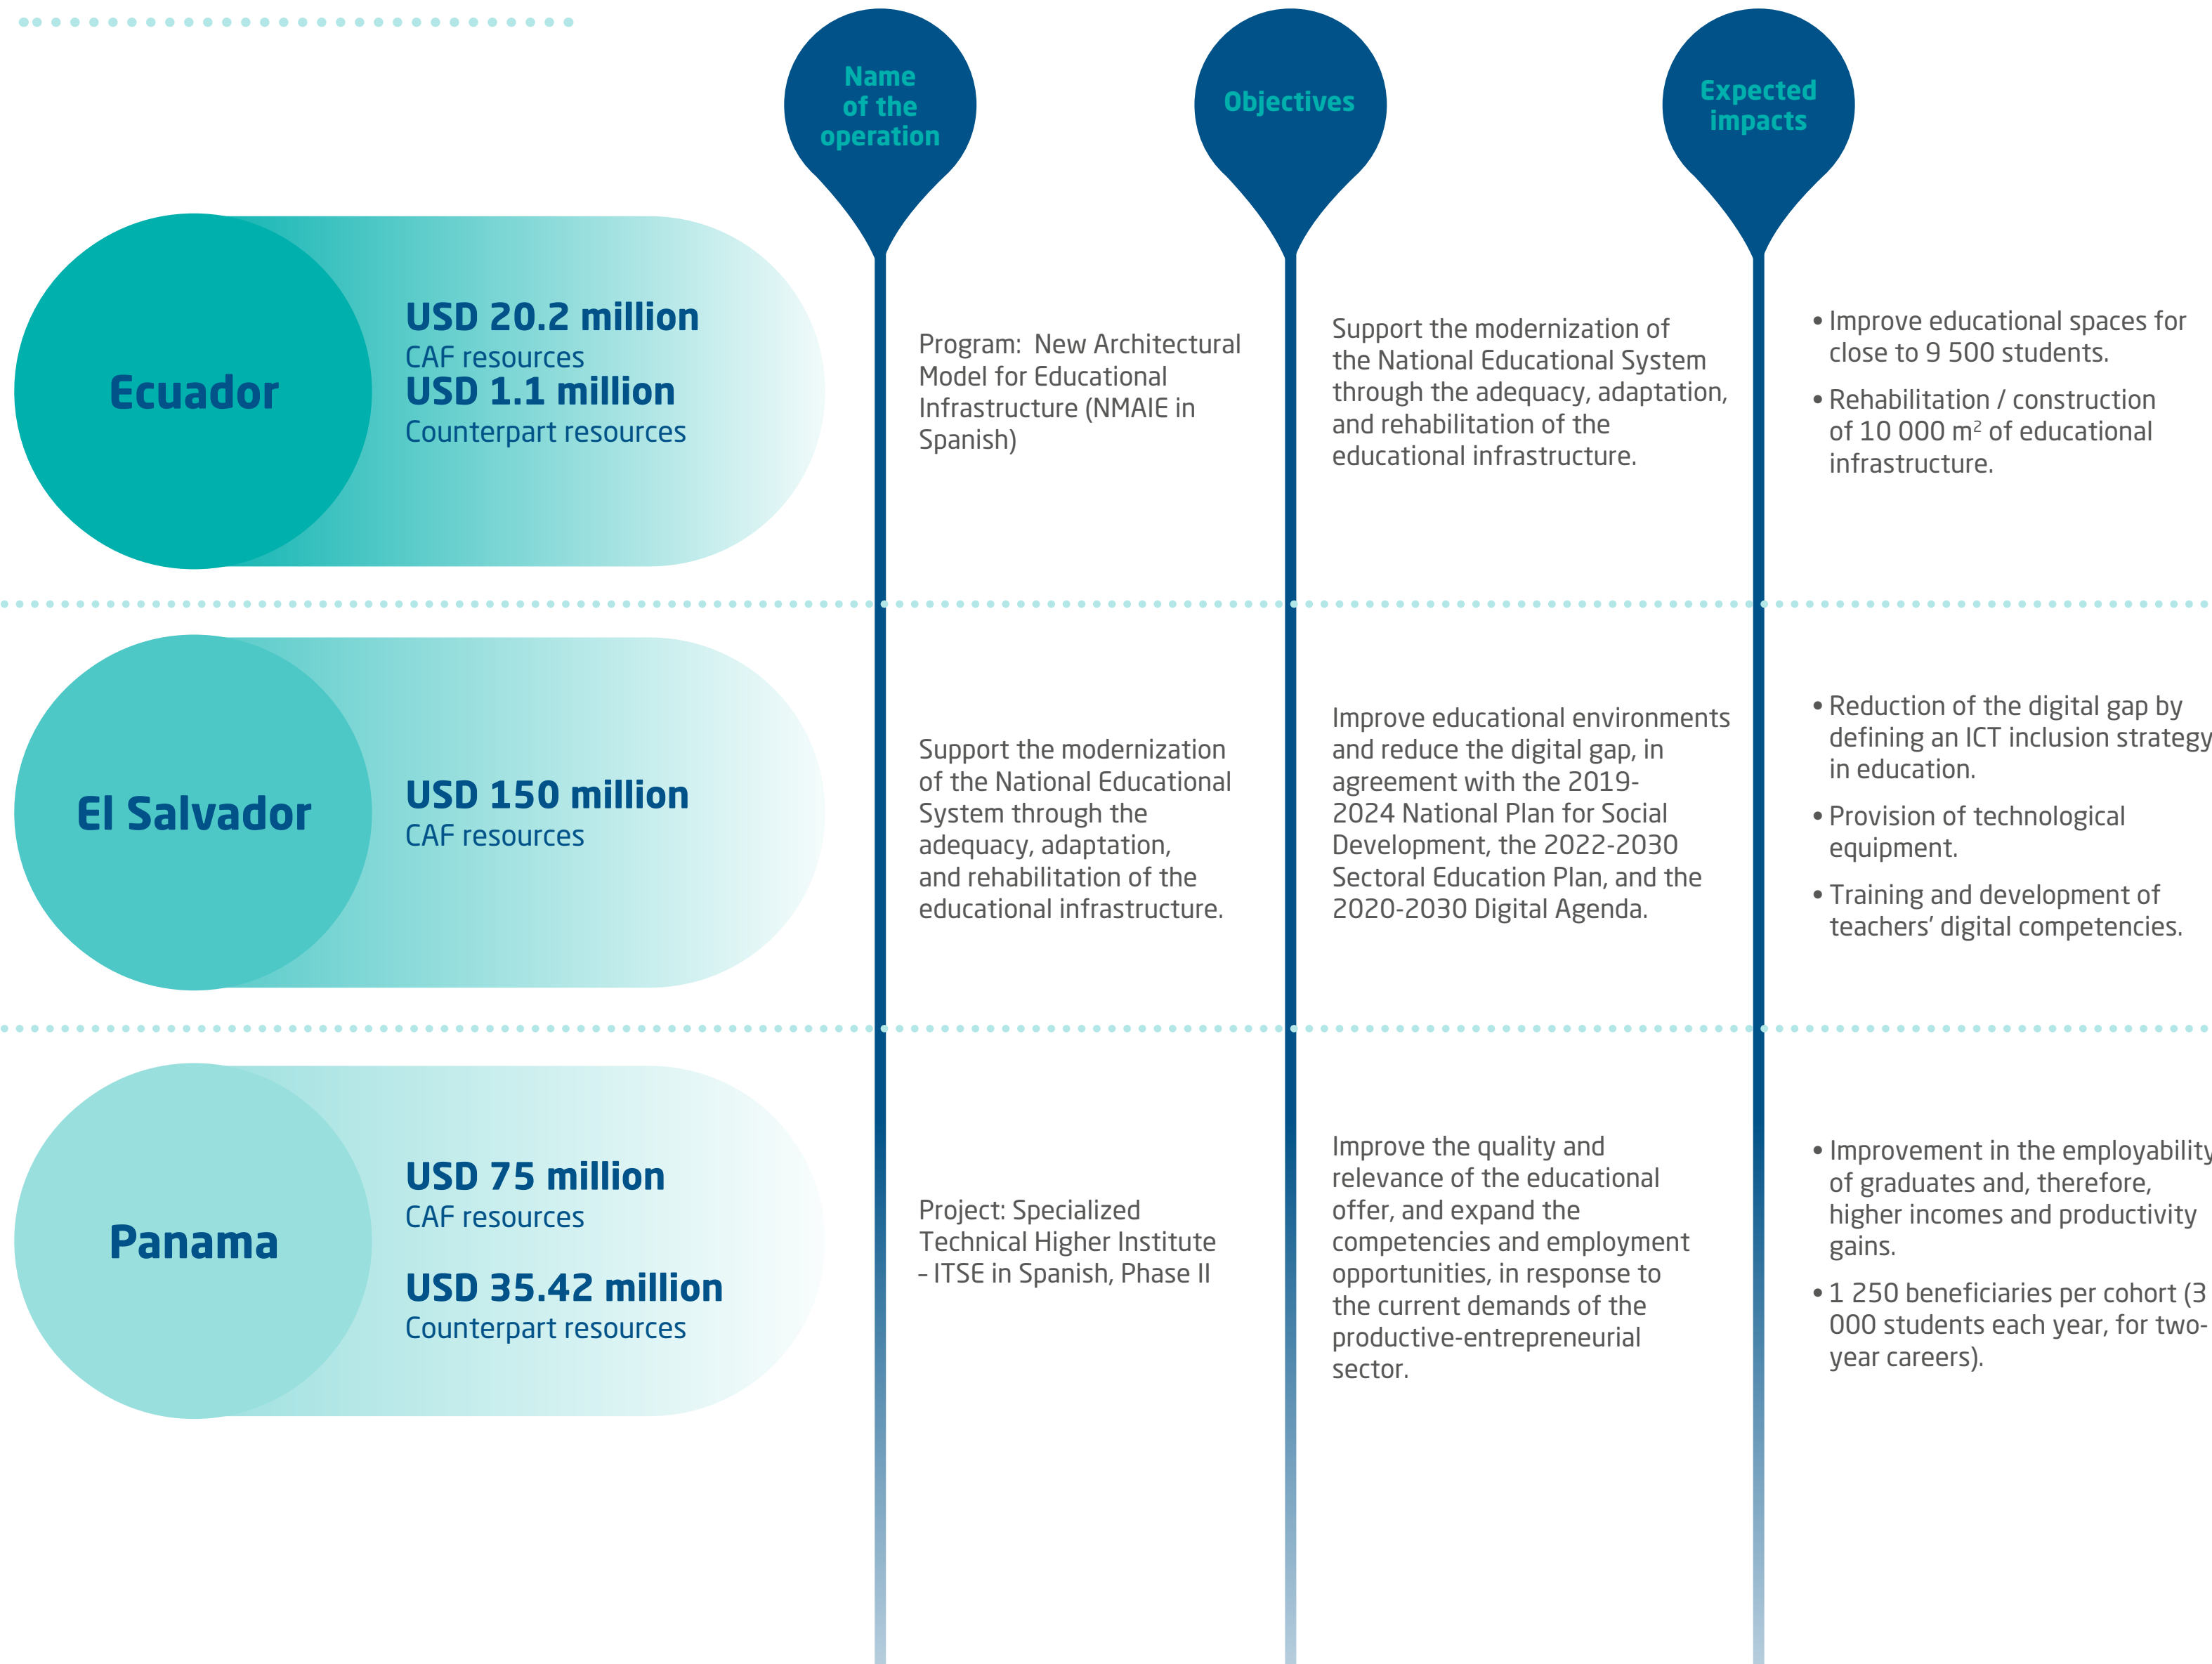 Name
of the
operation
Objectives
Expected
impacts
Ecuador
USD 20.2 million
CAF resources
USD 1.1 million
Counterpart resources
Program:  New Architectural
Model for Educational
Infrastructure (NMAIE in
Spanish)
Support the modernization of
the National Educational System
through the adequacy, adaptation,
and rehabilitation of the
educational infrastructure.
• Improve educational spaces for
close to 9 500 students.
• Rehabilitation / construction
of 10 000 m² of educational
infrastructure.
El Salvador
USD 150 million
CAF resources
Support the modernization
of the National Educational
System through the
adequacy, adaptation,
and rehabilitation of the
educational infrastructure.
Improve educational environments
and reduce the digital gap, in
agreement with the 2019-
2024 National Plan for Social
Development, the 2022-2030
Sectoral Education Plan, and the
2020-2030 Digital Agenda.
• Reduction of the digital gap by
defining an ICT inclusion strategy
in education.
• Provision of technological
equipment.
• Training and development of
teachers’ digital competencies.
Panama
USD 75 million
CAF resources
USD 35.42 million
Counterpart resources
Project: Specialized
Technical Higher Institute
– ITSE in Spanish, Phase II
Improve the quality and
relevance of the educational
offer, and expand the
competencies and employment
opportunities, in response to
the current demands of the
productive-entrepreneurial
sector.
• Improvement in the employability
of graduates and, therefore,
higher incomes and productivity
gains.
• 1 250 beneficiaries per cohort (3
000 students each year, for two-
year careers).